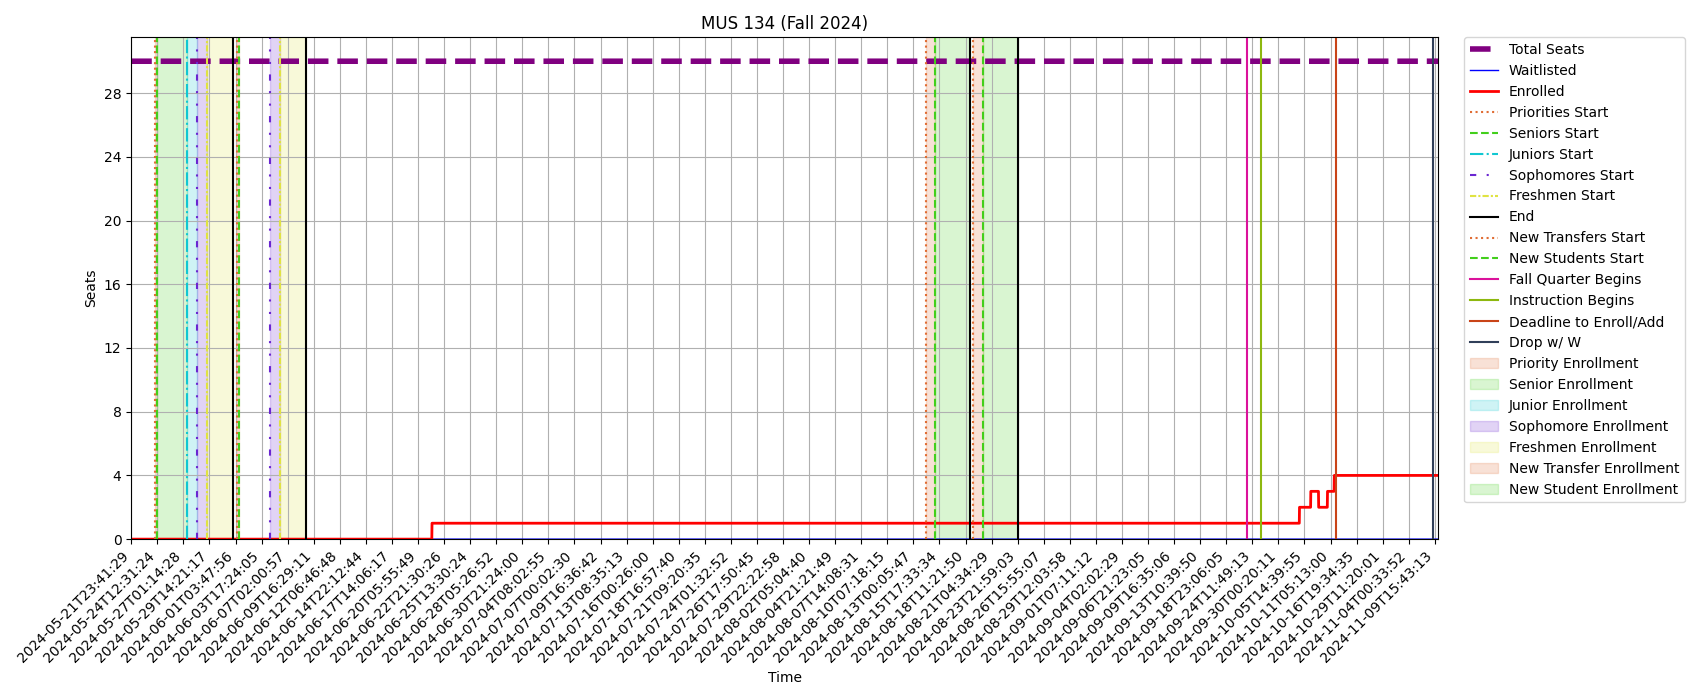 MUS 134 (Fall 2024)
Seats
28
24
20
16
12
8
4
0
2024-05-21T23:41:29
2024-05-24T12:31:24
2024-05-27T01:14:28
2024-05-29T14:21:17
2024-06-01T03:47:56
2024-06-03T17:24:05
2024-06-07T02:00:57
2024-06-09T16:29:11
2024-06-12T06:46:48
2024-06-14T22:12:44
2024-06-17T14:06:17
2024-06-20T05:55:49
2024-06-22T21:30:26
2024-06-25T13:30:24
2024-06-28T05:26:52
2024-06-30T21:24:00
2024-07-04T08:02:55
2024-07-07T00:02:30
2024-07-09T16:36:42
2024-07-13T08:35:13
2024-07-16T00:26:00
2024-07-18T16:57:40
2024-07-21T09:20:35
2024-07-24T01:32:52
2024-07-26T17:50:45
2024-07-29T22:22:58
2024-08-02T05:04:40
2024-08-04T21:21:49
2024-08-07T14:08:31
2024-08-10T07:18:15
2024-08-13T00:05:47
2024-08-15T17:33:34
2024-08-18T11:21:50
2024-08-21T04:34:29
2024-08-23T21:59:03
2024-08-26T15:55:07
2024-08-29T12:03:58
2024-09-01T07:11:12
2024-09-04T02:02:29
2024-09-06T21:23:05
2024-09-09T16:35:06
2024-09-13T10:39:50
2024-09-18T23:06:05
2024-09-24T11:49:13
2024-09-30T00:20:11
2024-10-05T14:39:55
2024-10-11T05:13:00
2024-10-16T19:34:35
2024-10-29T11:20:01
2024-11-04T00:33:52
2024-11-09T15:43:13
Time
Total Seats
Waitlisted
Enrolled
Priorities Start
Seniors Start
Juniors Start
Sophomores Start
Freshmen Start
End
New Transfers Start
New Students Start
Fall Quarter Begins
Instruction Begins
Deadline to Enroll/Add
Drop w/ W
Priority Enrollment
Senior Enrollment
Junior Enrollment
Sophomore Enrollment
Freshmen Enrollment
New Transfer Enrollment
New Student Enrollment